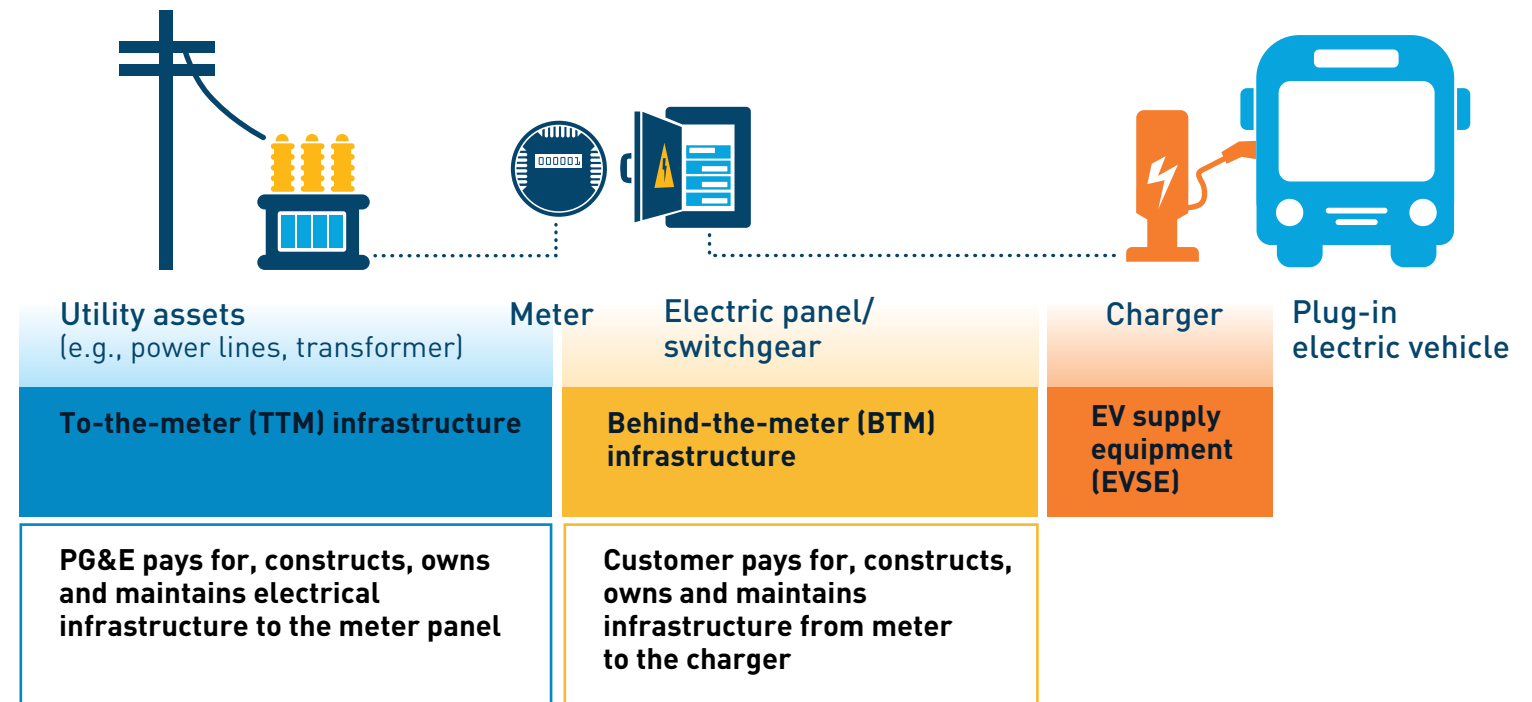 000001
Utility assets
(e.g., power lines, transformer)
Meter
Electric panel/
switchgear
Charger
Plug-in
electric vehicle
To-the-meter (TTM) infrastructure
Behind-the-meter (BTM)
infrastructure
EV supply
equipment
(EVSE)
PG&E pays for, constructs, owns
and maintains electrical
infrastructure to the meter panel
Customer pays for, constructs,
owns and maintains
infrastructure from meter
to the charger